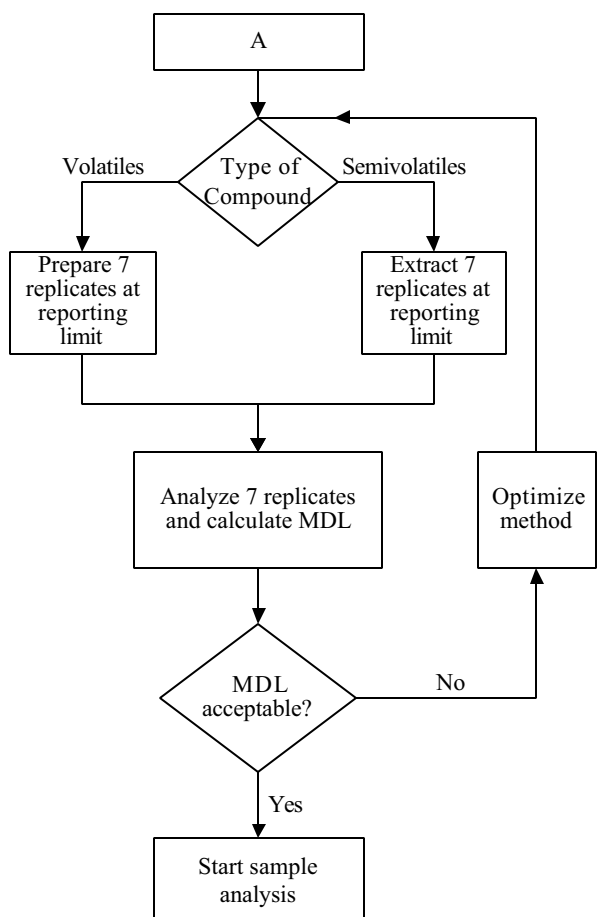 A
Type of
Compound
Volatiles
Semivolatiles
Prepare 7
replicates at
reporting
limit
Extract 7
replicates at
reporting
limit
Analyze 7 replicates
and calculate MDL
Optimize
method
MDL
acceptable?
No
Yes
Start sample
analysis